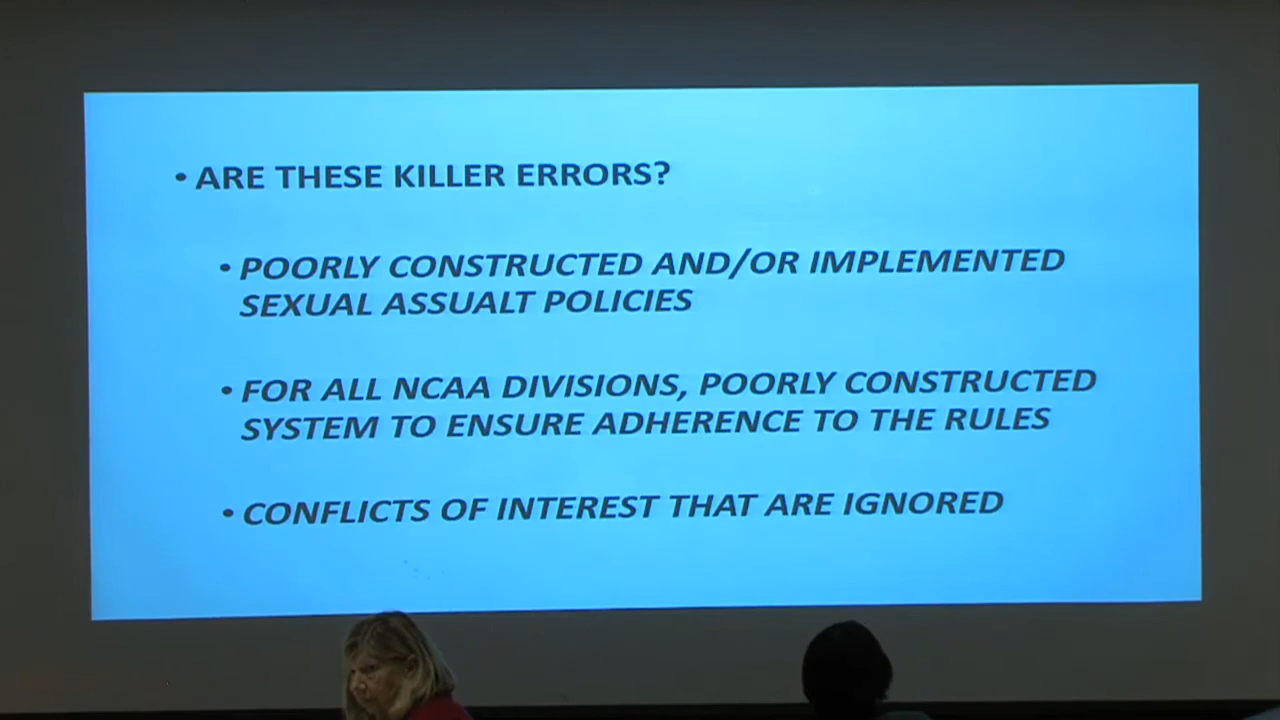 • ARE THESE KILLER ERRORS?
• POORLY CONSTRUCTED AND/OR IMPLEMENTED
SEXUAL ASSUALT POLICIES
• FOR ALL NCAA DIVISIONS, POORLY CONSTRUCTED
SYSTEM TO ENSURE ADHERENCE TO THE RULES
• CONFLICTS OF INTEREST THAT ARE IGNORED